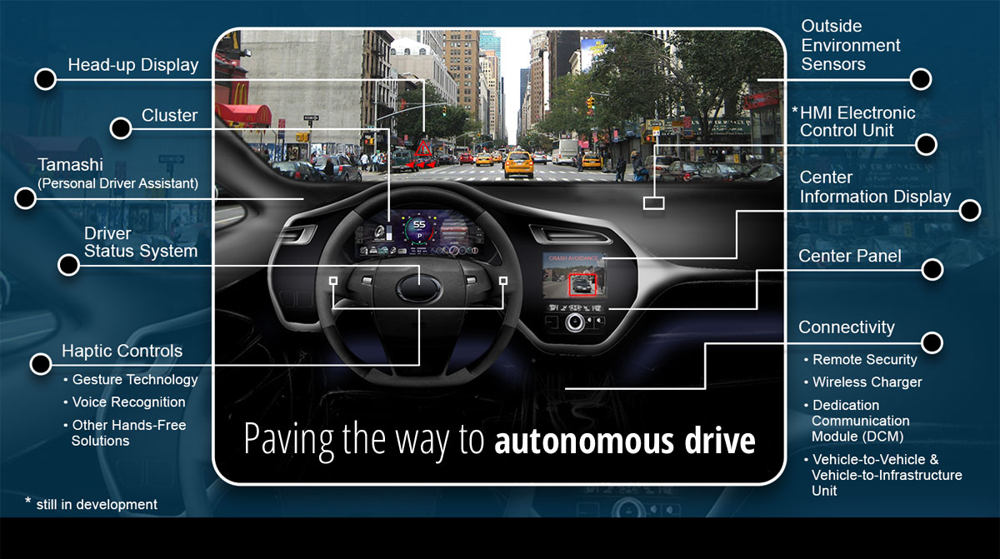 Head-up Display
Cluster
Tamashi
(Personal Driver Assistant)
Driver
Status System
Haptic Controls
• Gesture Technology
• Voice Recognition
• Other Hands-Free
Solutions
* still in development
Outside
Environment
Sensors
*HMI Electronic
Control Unit
Center
Information Display
Center Panel
Connectivity
• Remote Security
• Wireless Charger
• Dedication
Communication
Module (DCM)
• Vehicle-to-Vehicle &
Vehicle-to-Infrastructure
Unit
55
P
CRASH AVOIDANCE
Paving the way to autonomous drive